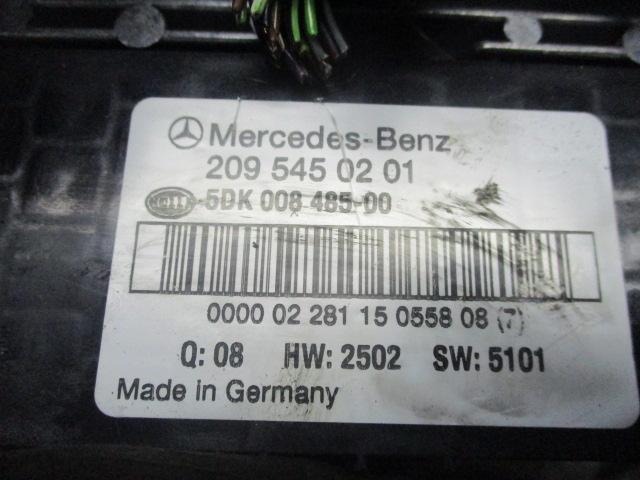 Mercedes-Benz
209 545 02 01
HELLA 5DK 008 485-00
0000 02 281 15 0558 08 (7)
Q: 08 HW: 2502 SW: 5101
Made in Germany